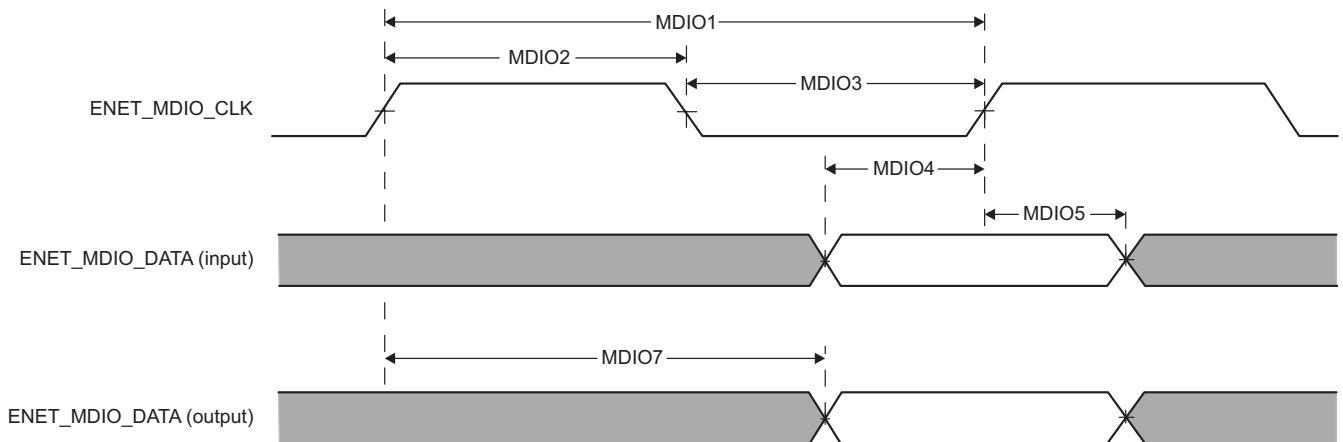 MDIO1
MDIO2
MDIO3
ENET_MDIO_CLK
MDIO4
MDIO5
ENET_MDIO_DATA (input)
MDIO7
ENET_MDIO_DATA (output)